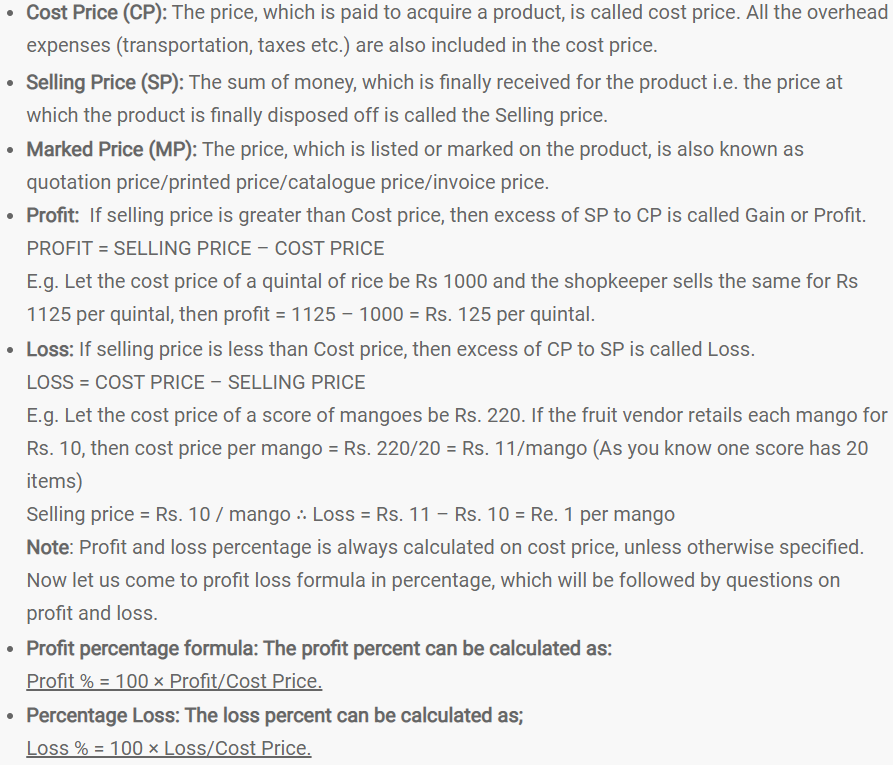 • Cost Price (CP): The price, which is paid to acquire a product, is called cost price. All the overhead
expenses (transportation, taxes etc.) are also included in the cost price.
• Selling Price (SP): The sum of money, which is finally received for the product i.e. the price at
which the product is finally disposed off is called the Selling price.
• Marked Price (MP): The price, which is listed or marked on the product, is also known as
quotation price/printed price/catalogue price/invoice price.
• Profit:  If selling price is greater than Cost price, then excess of SP to CP is called Gain or Profit.
PROFIT = SELLING PRICE – COST PRICE
E.g. Let the cost price of a quintal of rice be Rs 1000 and the shopkeeper sells the same for Rs
1125 per quintal, then profit = 1125 – 1000 = Rs. 125 per quintal.
• Loss: If selling price is less than Cost price, then excess of CP to SP is called Loss.
LOSS = COST PRICE – SELLING PRICE
E.g. Let the cost price of a score of mangoes be Rs. 220. If the fruit vendor retails each mango for
Rs. 10, then cost price per mango = Rs. 220/20 = Rs. 11/mango (As you know one score has 20
items)
Selling price = Rs. 10 / mango ∴ Loss = Rs. 11 – Rs. 10 = Re. 1 per mango
Note: Profit and loss percentage is always calculated on cost price, unless otherwise specified.
Now let us come to profit loss formula in percentage, which will be followed by questions on
profit and loss.
• Profit percentage formula: The profit percent can be calculated as:
Profit % = 100 × Profit/Cost Price.
• Percentage Loss: The loss percent can be calculated as;
Loss % = 100 × Loss/Cost Price.